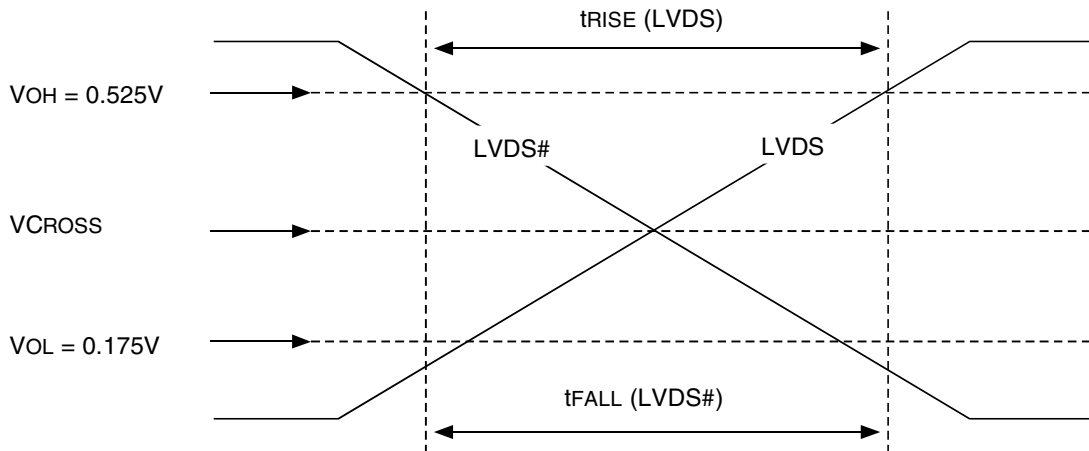 tRISE (LVDS)
VOH = 0.525V
LVDS#
LVDS
VCROSS
VOL = 0.175V
tFALL (LVDS#)